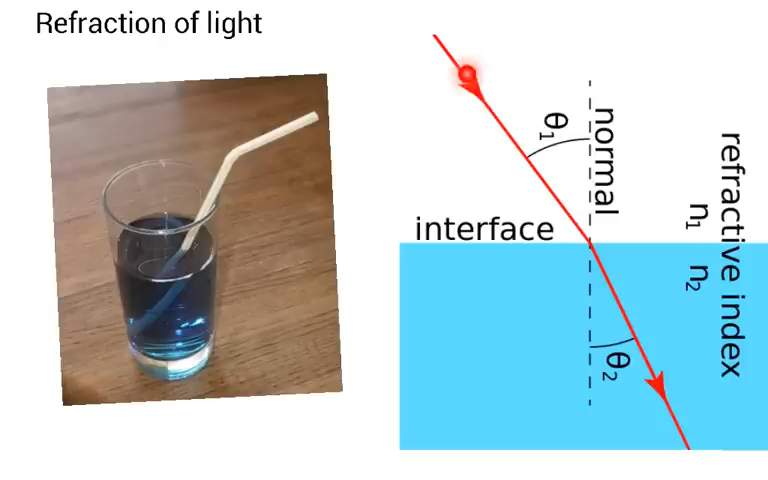 Refraction of light
θ₁
normal
refractive index
n₁ n₂
interface
θ₂